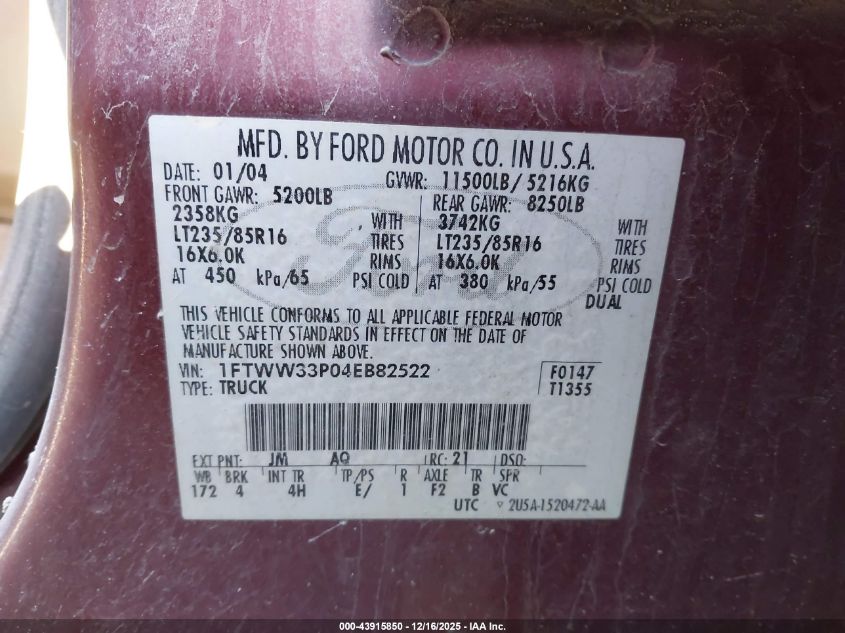 MFD. BY FORD MOTOR CO. IN U.S.A.
DATE: 01/04 GVWR: 11500LB/ 5216KG
FRONT GAWR: 5200LB REAR GAWR: 8250LB
2358KG WITH 3742KG WITH
LT235/85R16 TIRES LT235/85R16 TIRES
16X6.0K RIMS 16X6.0K RIMS
AT 450 kPa/65 PSI COLD AT 380 kPa/55 PSI COLD
DUAL
Ford
THIS VEHICLE CONFORMS TO ALL APPLICABLE FEDERAL MOTOR
VEHICLE SAFETY STANDARDS IN EFFECT ON THE DATE OF
MANUFACTURE SHOWN ABOVE.
VIN: 1FTWW33P04EB82522 F0147
TYPE: TRUCK T1355
EXT PNT: JM AQ RC: 21 DSO:
WB BRK INT TR TP/PS R AXLE TR SPR
172 4 4H E/ 1 F2 B VC
UTC 2U5A-1520472-AA
000-43915850 - 12/16/2025 - IAA Inc.